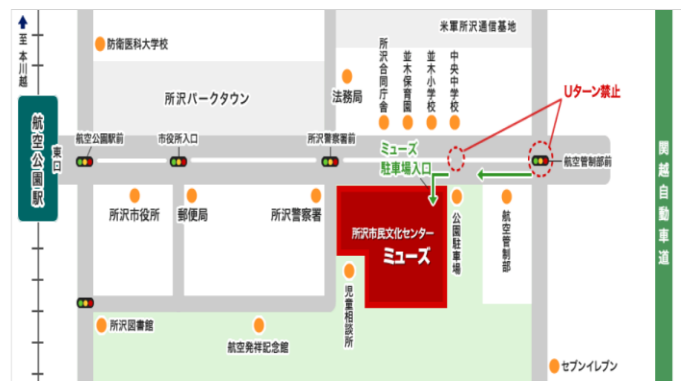 至 本川越
防衛医科大学校
米軍所沢通信基地
所沢パークタウン
法務局
所沢合同庁舎
並木保育園
並木小学校
中央中学校
Uターン禁止
航空公園駅
東口
航空公園駅前
市役所入口
所沢警察署前
ミューズ
駐車場入口
航空管制部前
関越自動車道
所沢市役所
郵便局
所沢警察署
所沢市民文化センター
ミューズ
公園駐車場
航空管制部
児童相談所
所沢図書館
航空発祥記念館
セブンイレブン